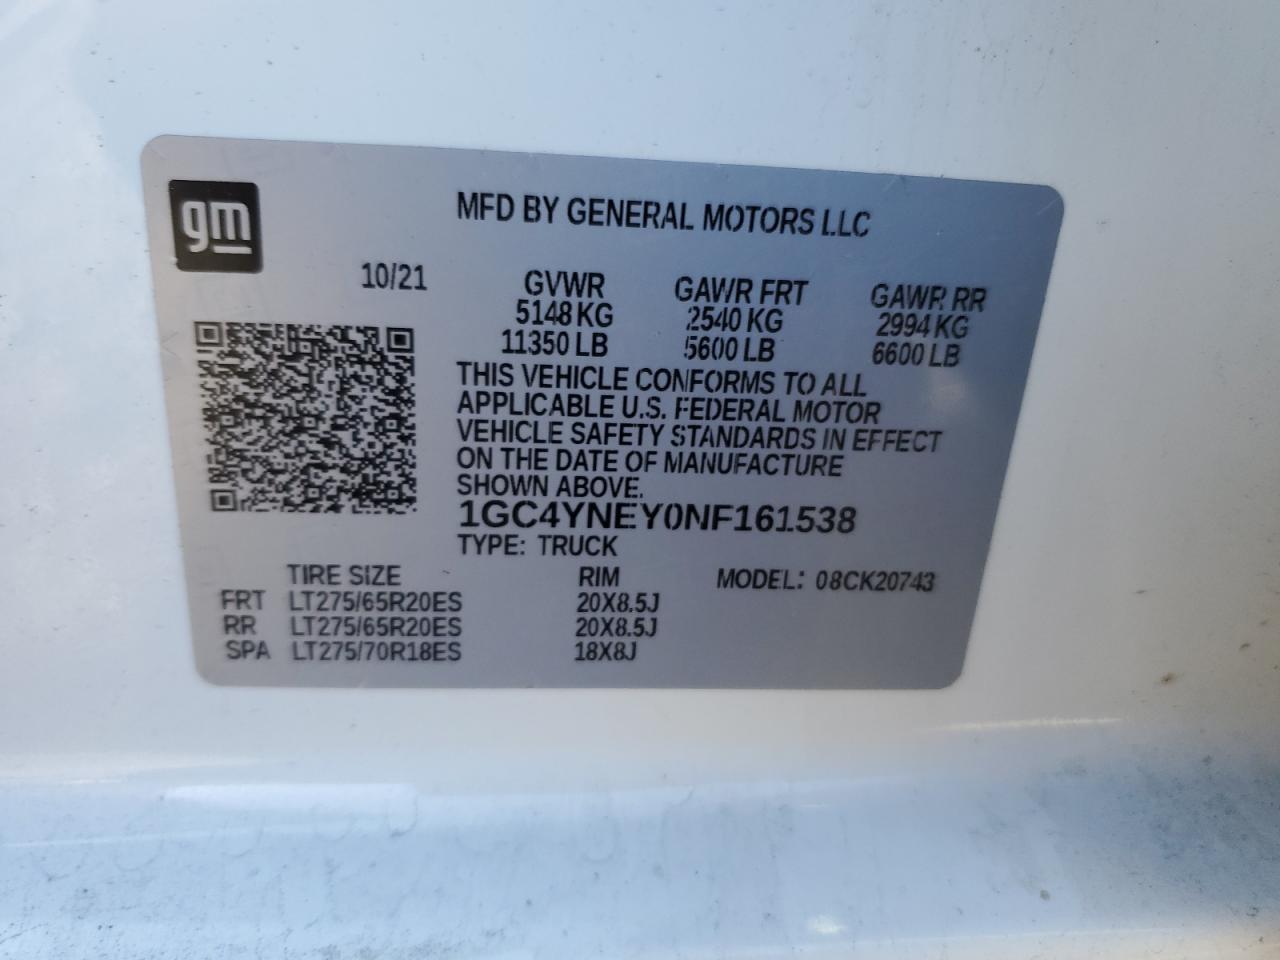 gm
MFD BY GENERAL MOTORS LLC
10/21 GVWR GAWR FRT GAWR RR
5148 KG 2540 KG 2994 KG
11350 LB 5600 LB 6600 LB
THIS VEHICLE CONFORMS TO ALL
APPLICABLE U.S. FEDERAL MOTOR
VEHICLE SAFETY STANDARDS IN EFFECT
ON THE DATE OF MANUFACTURE
SHOWN ABOVE.
1GC4YNEY0NF161538
TYPE: TRUCK
TIRE SIZE RIM MODEL: 08CK20743
FRT LT275/65R20ES 20X8.5J
RR LT275/65R20ES 20X8.5J
SPA LT275/70R18ES 18X8J